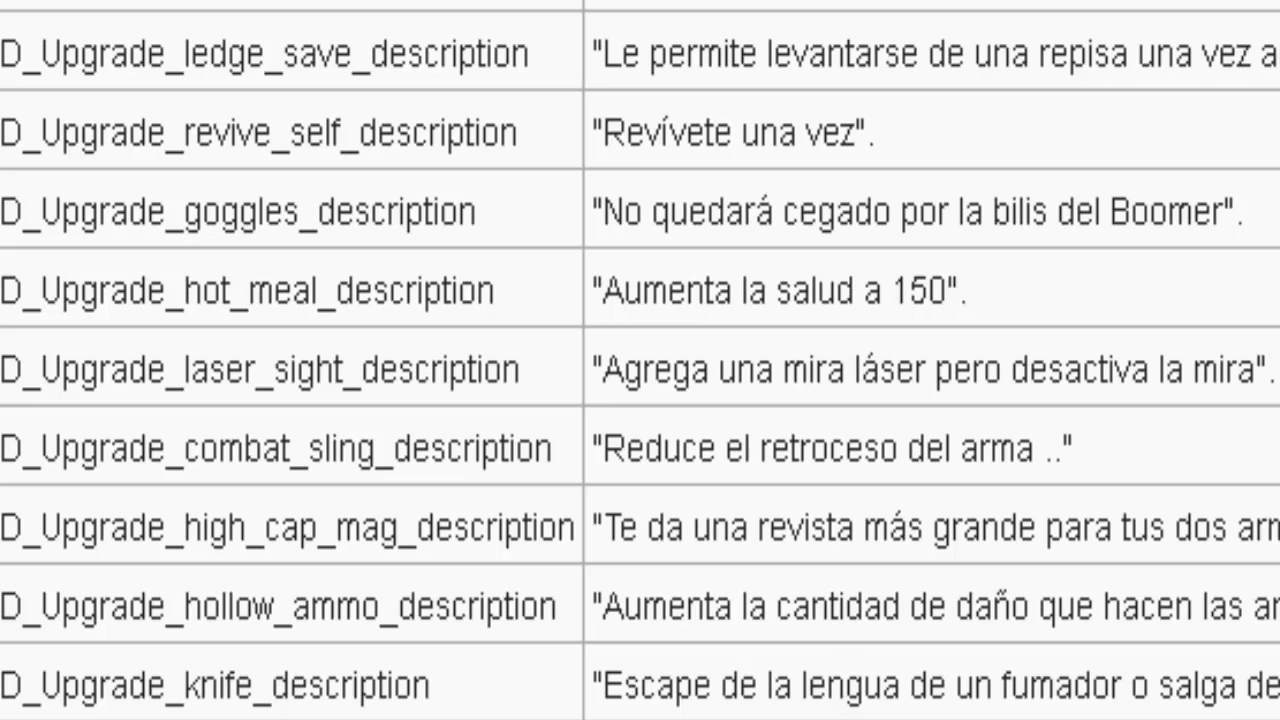 D_Upgrade_ledge_save_description "Le permite levantarse de una repisa una vez a
D_Upgrade_revive_self_description "Revívete una vez".
D_Upgrade_goggles_description "No quedará cegado por la bilis del Boomer".
D_Upgrade_hot_meal_description "Aumenta la salud a 150".
D_Upgrade_laser_sight_description "Agrega una mira láser pero desactiva la mira".
D_Upgrade_combat_sling_description "Reduce el retroceso del arma .."
D_Upgrade_high_cap_mag_description "Te da una revista más grande para tus dos arm
D_Upgrade_hollow_ammo_description "Aumenta la cantidad de daño que hacen las ar
D_Upgrade_knife_description "Escape de la lengua de un fumador o salga de